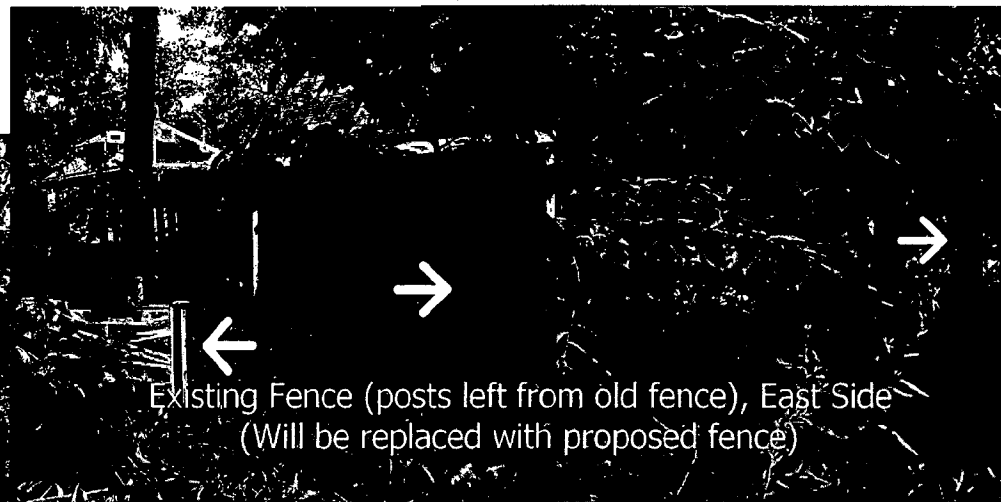 Existing Fence (posts left from old fence), East Side
(Will be replaced with proposed fence)